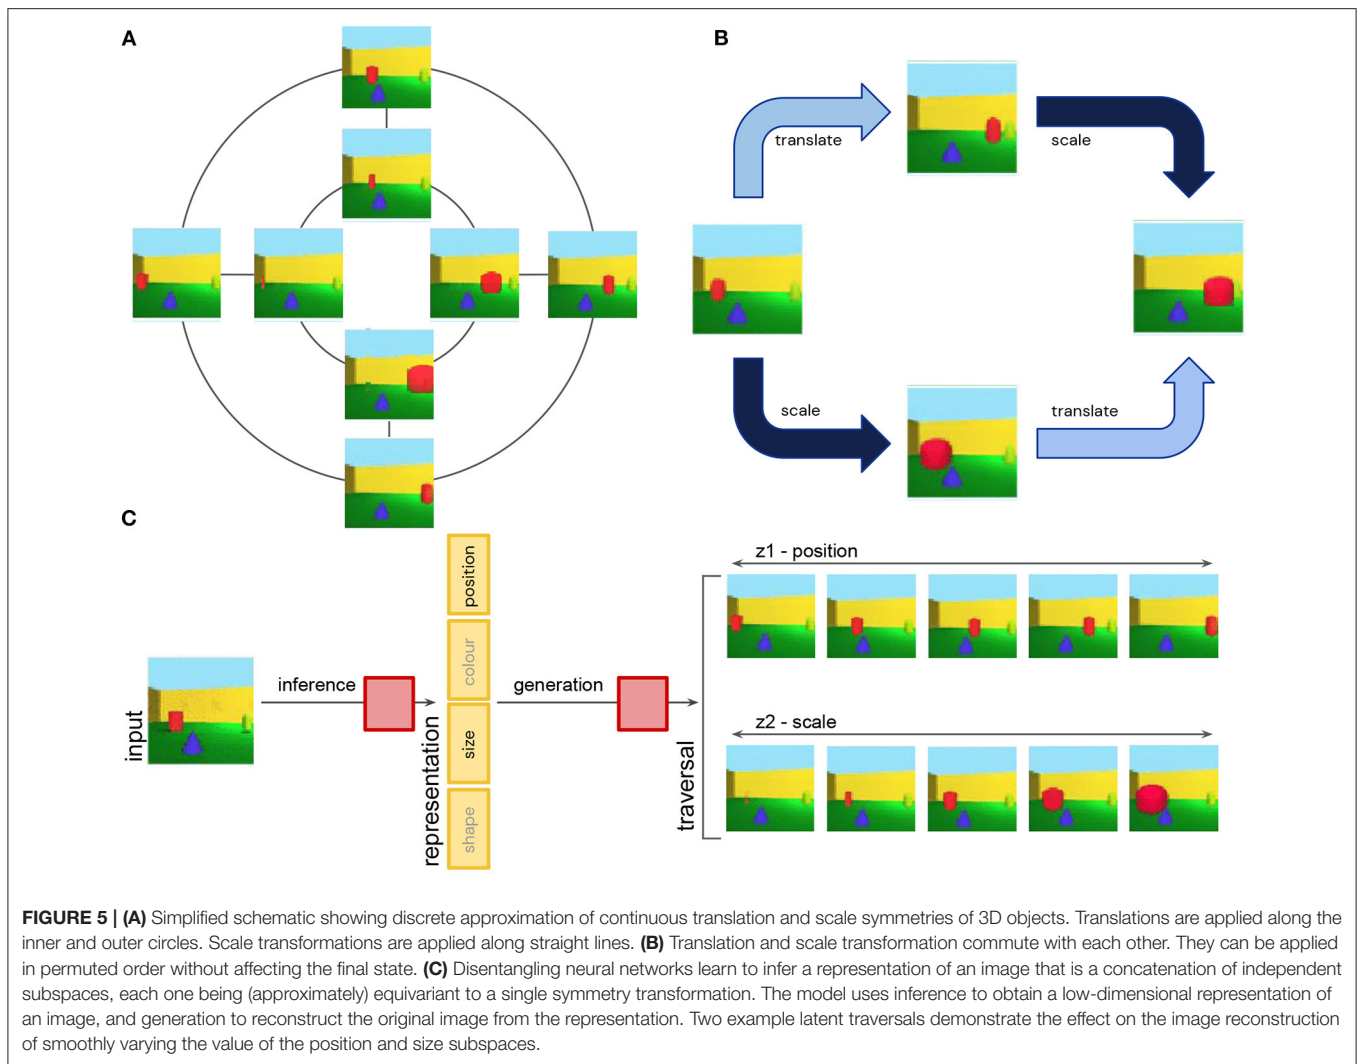 A
B
translate
scale
scale
translate
C
input
inference
representation
position
colour
size
shape
generation
traversal
z1 - position
z2 - scale
FIGURE 5 | (A) Simplified schematic showing discrete approximation of continuous translation and scale symmetries of 3D objects. Translations are applied along the
inner and outer circles. Scale transformations are applied along straight lines. (B) Translation and scale transformation commute with each other. They can be applied
in permuted order without affecting the final state. (C) Disentangling neural networks learn to infer a representation of an image that is a concatenation of independent
subspaces, each one being (approximately) equivariant to a single symmetry transformation. The model uses inference to obtain a low-dimensional representation of
an image, and generation to reconstruct the original image from the representation. Two example latent traversals demonstrate the effect on the image reconstruction
of smoothly varying the value of the position and size subspaces.